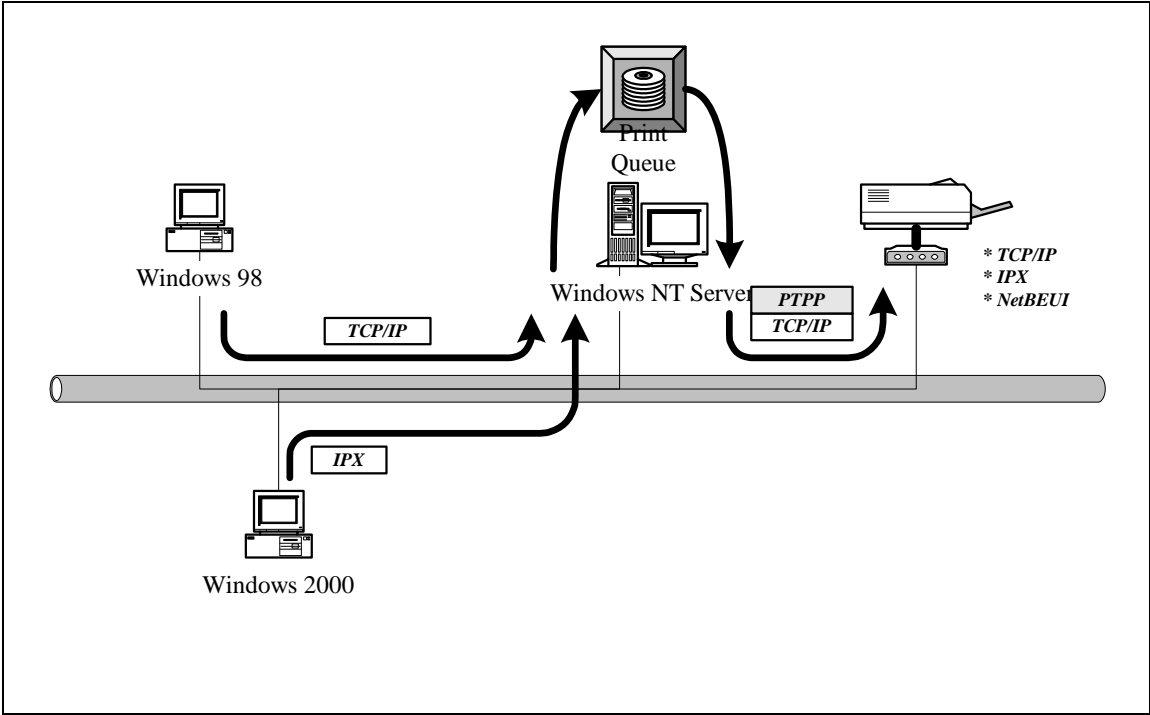 Print
Queue
Windows 98
Windows NT Server
* TCP/IP
* IPX
* NetBEUI
PTPP
TCP/IP
TCP/IP
IPX
Windows 2000